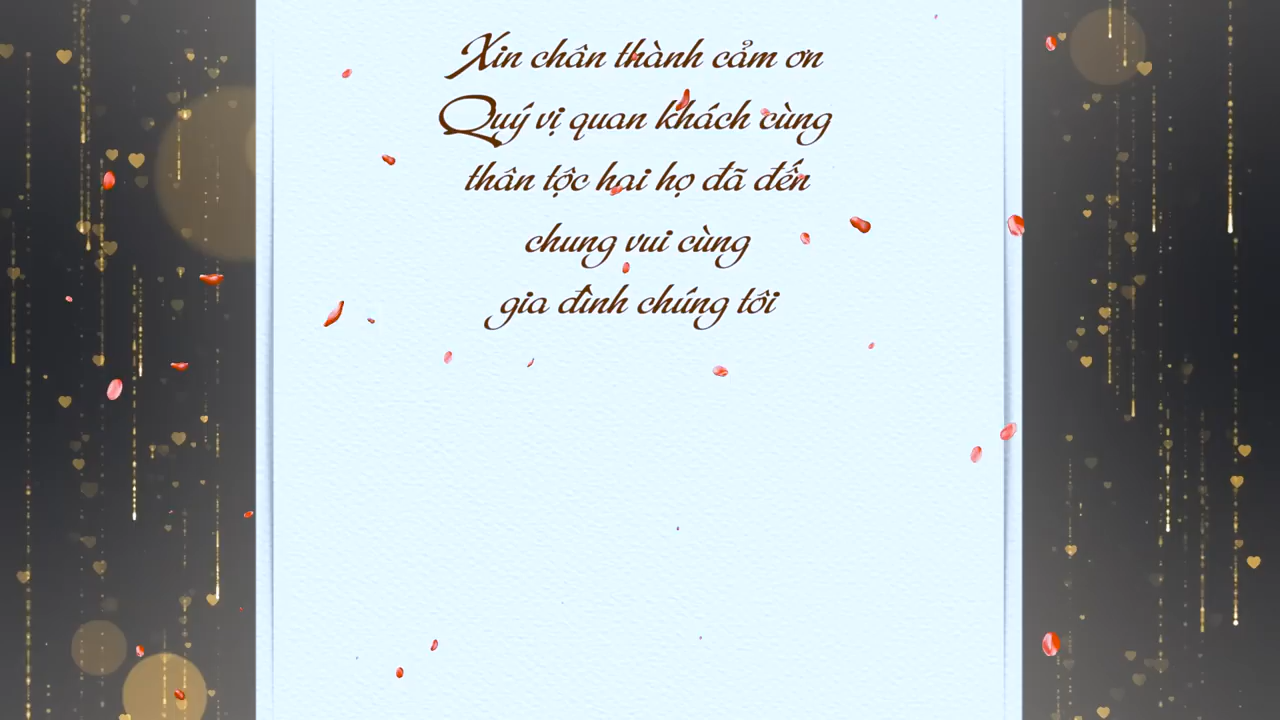 Xin chân thành cảm ơn
Quý vị quan khách cùng
thân tộc hai họ đã đến
chung vui cùng
gia đình chúng tôi